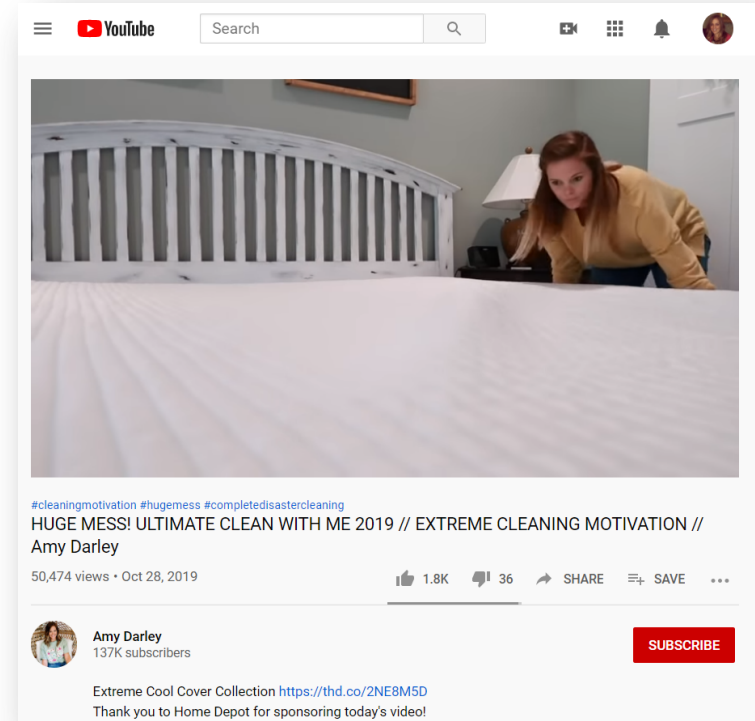 YouTube
Search
#cleaningmotivation #hugemess #completedisastercleaning
HUGE MESS! ULTIMATE CLEAN WITH ME 2019 // EXTREME CLEANING MOTIVATION //
Amy Darley
50,474 views • Oct 28, 2019
1.8K
36
SHARE
SAVE
Amy Darley
137K subscribers
SUBSCRIBE
Extreme Cool Cover Collection https://thd.co/2NE8M5D
Thank you to Home Depot for sponsoring today's video!